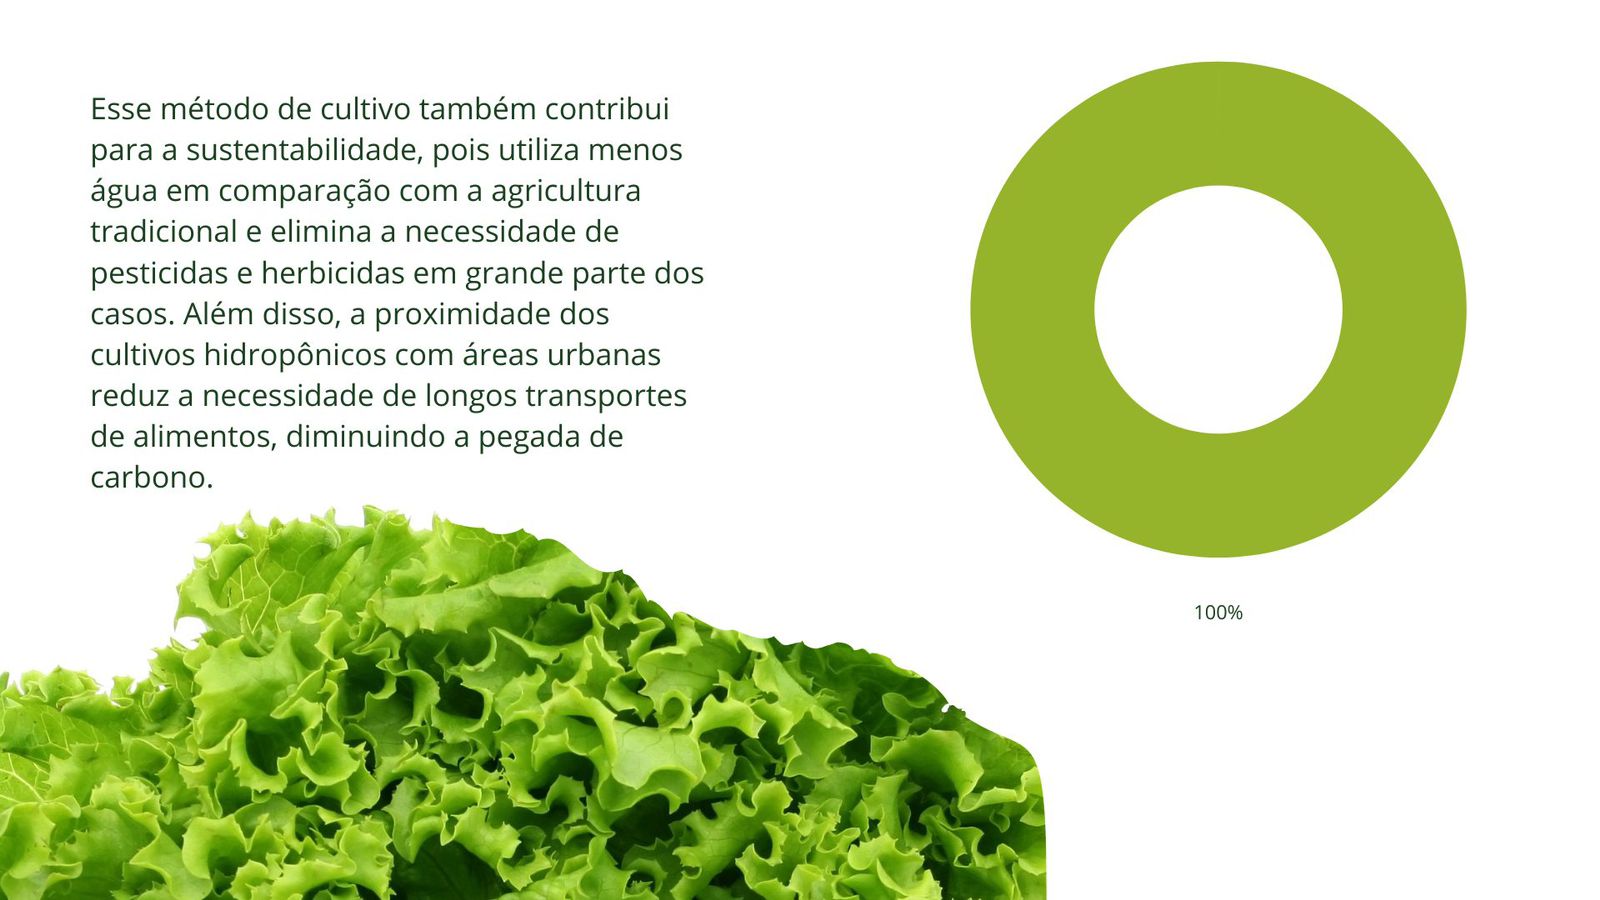 Esse método de cultivo também contribui
para a sustentabilidade, pois utiliza menos
água em comparação com a agricultura
tradicional e elimina a necessidade de
pesticidas e herbicidas em grande parte dos
casos. Além disso, a proximidade dos
cultivos hidropônicos com áreas urbanas
reduz a necessidade de longos transportes
de alimentos, diminuindo a pegada de
carbono.
100%